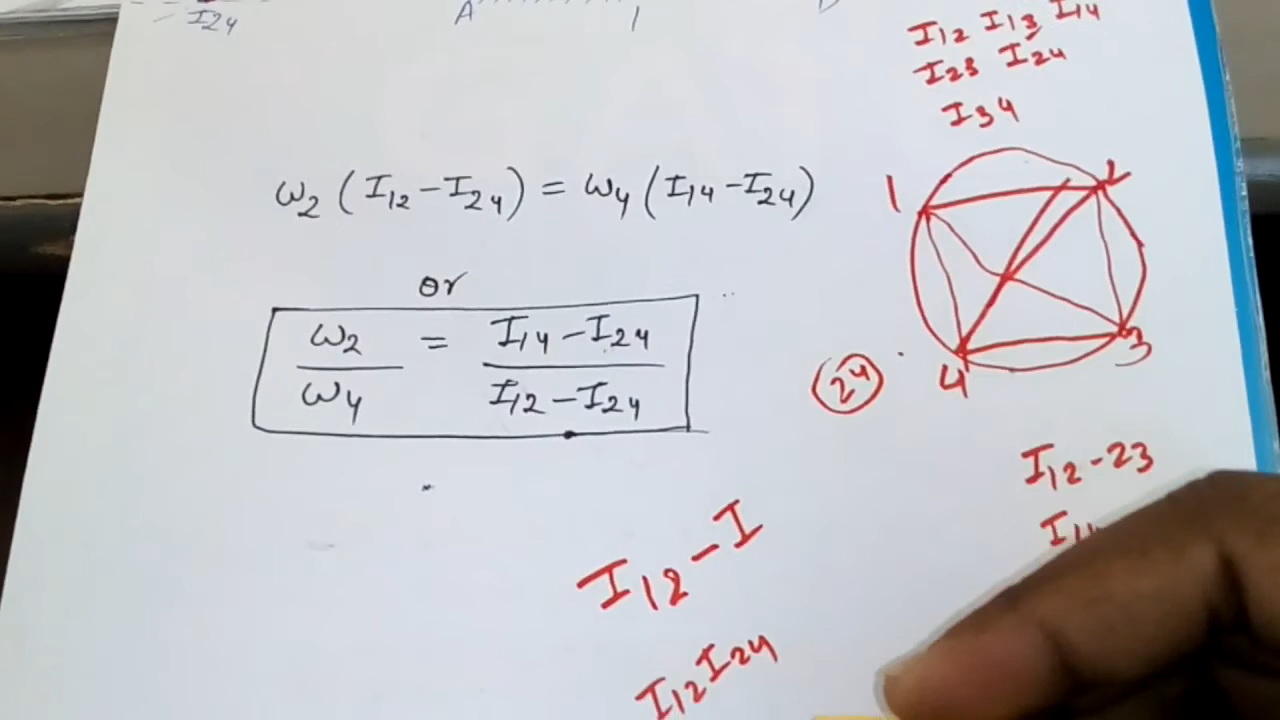 I24
A
1
I12 I13 I14
I23 I24
I34
ω2 (I12 - I24) = ω4 (I14 - I24)
or
ω2 / ω4 = I14 - I24 / I12 - I24
1 2
4 3
24
I12 - 23
I12 - I
I12 I24